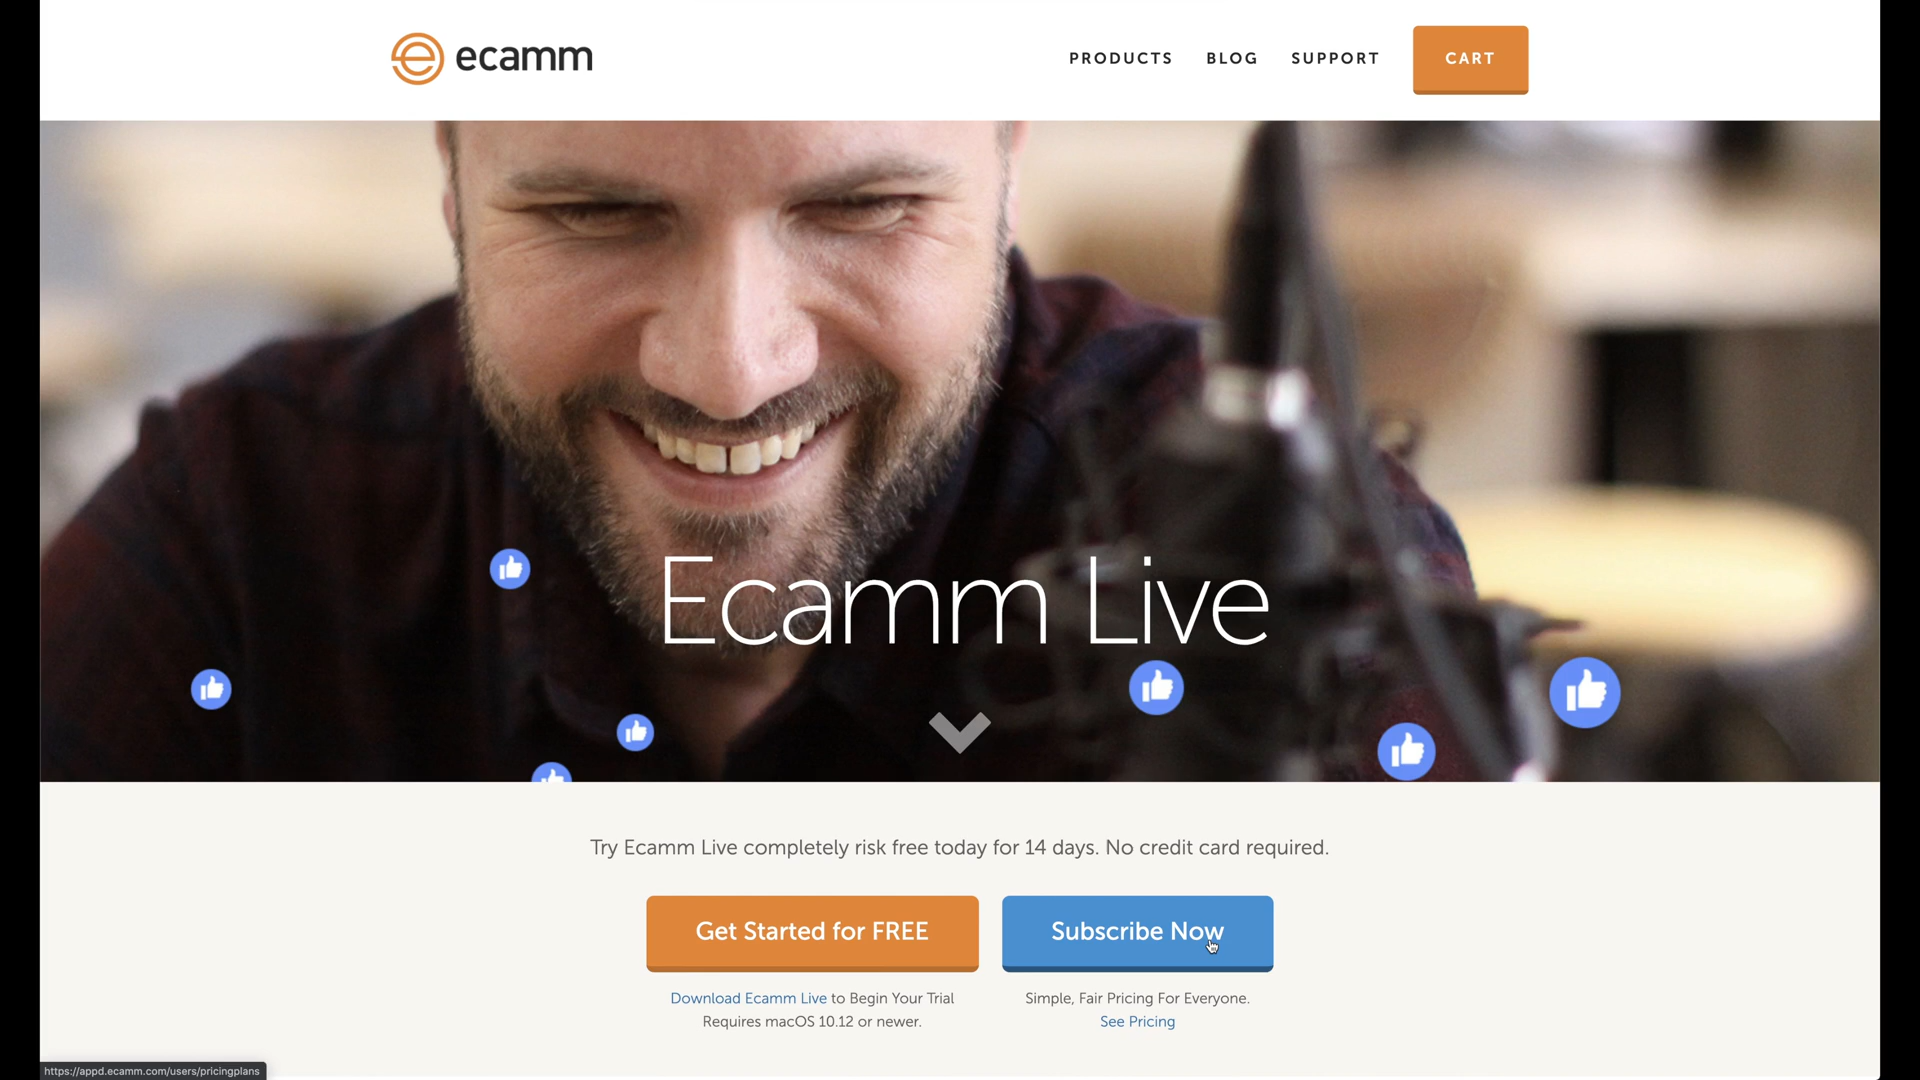 ecamm
PRODUCTS BLOG SUPPORT CART
Ecamm Live
Try Ecamm Live completely risk free today for 14 days. No credit card required.
Get Started for FREE
Subscribe Now
Download Ecamm Live to Begin Your Trial
Requires macOS 10.12 or newer.
Simple, Fair Pricing For Everyone.
See Pricing
https://appd.ecamm.com/users/pricingplans